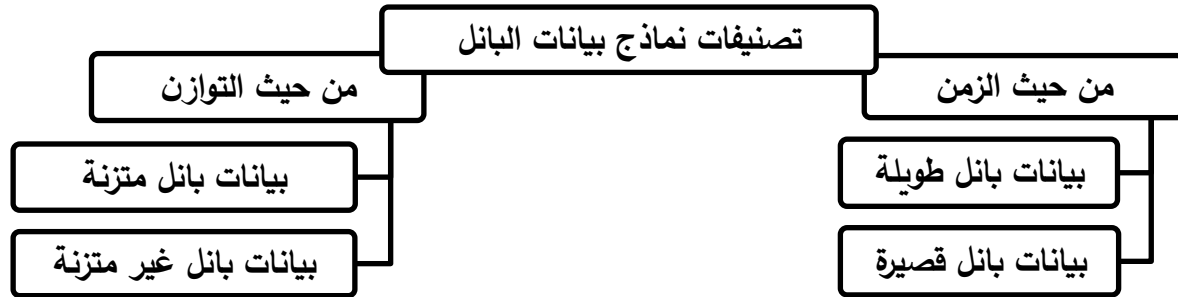 تصنيفات نماذج بيانات البانل
من حيث الزمن
بيانات بانل طويلة
بيانات بانل قصيرة
من حيث التوازن
بيانات بانل متزنة
بيانات بانل غير متزنة